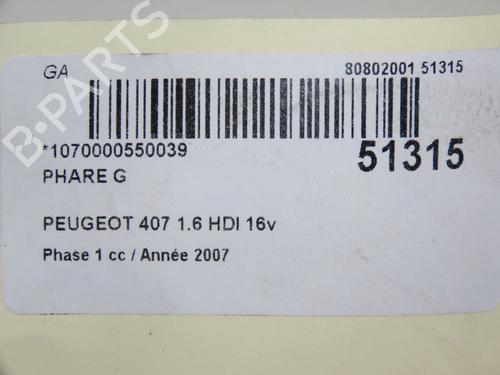 GA 80802001 51315
*1070000550039 51315
PHARE G
PEUGEOT 407 1.6 HDI 16v
Phase 1 cc / Année 2007
B-PARTS